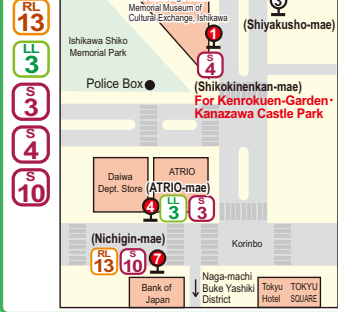 RL
13
LL
3
S
3
S
4
S
10
Memorial Museum of
Cultural Exchange, Ishikawa
Ishikawa Shiko
Memorial Park
1
S
4
3
(Shiyakusho-mae)
Police Box
(Shikokinenkan-mae)
For Kenrokuen-Garden・
Kanazawa Castle Park
Daiwa
Dept. Store
ATRIO
(ATRIO-mae)
4
LL
3
S
3
(Nichigin-mae)
RL
13
S
10
7
Korinbo
Bank of
Japan
Naga-machi
Buke Yashiki
District
Tokyu
Hotel
TOKYU
SQUARE